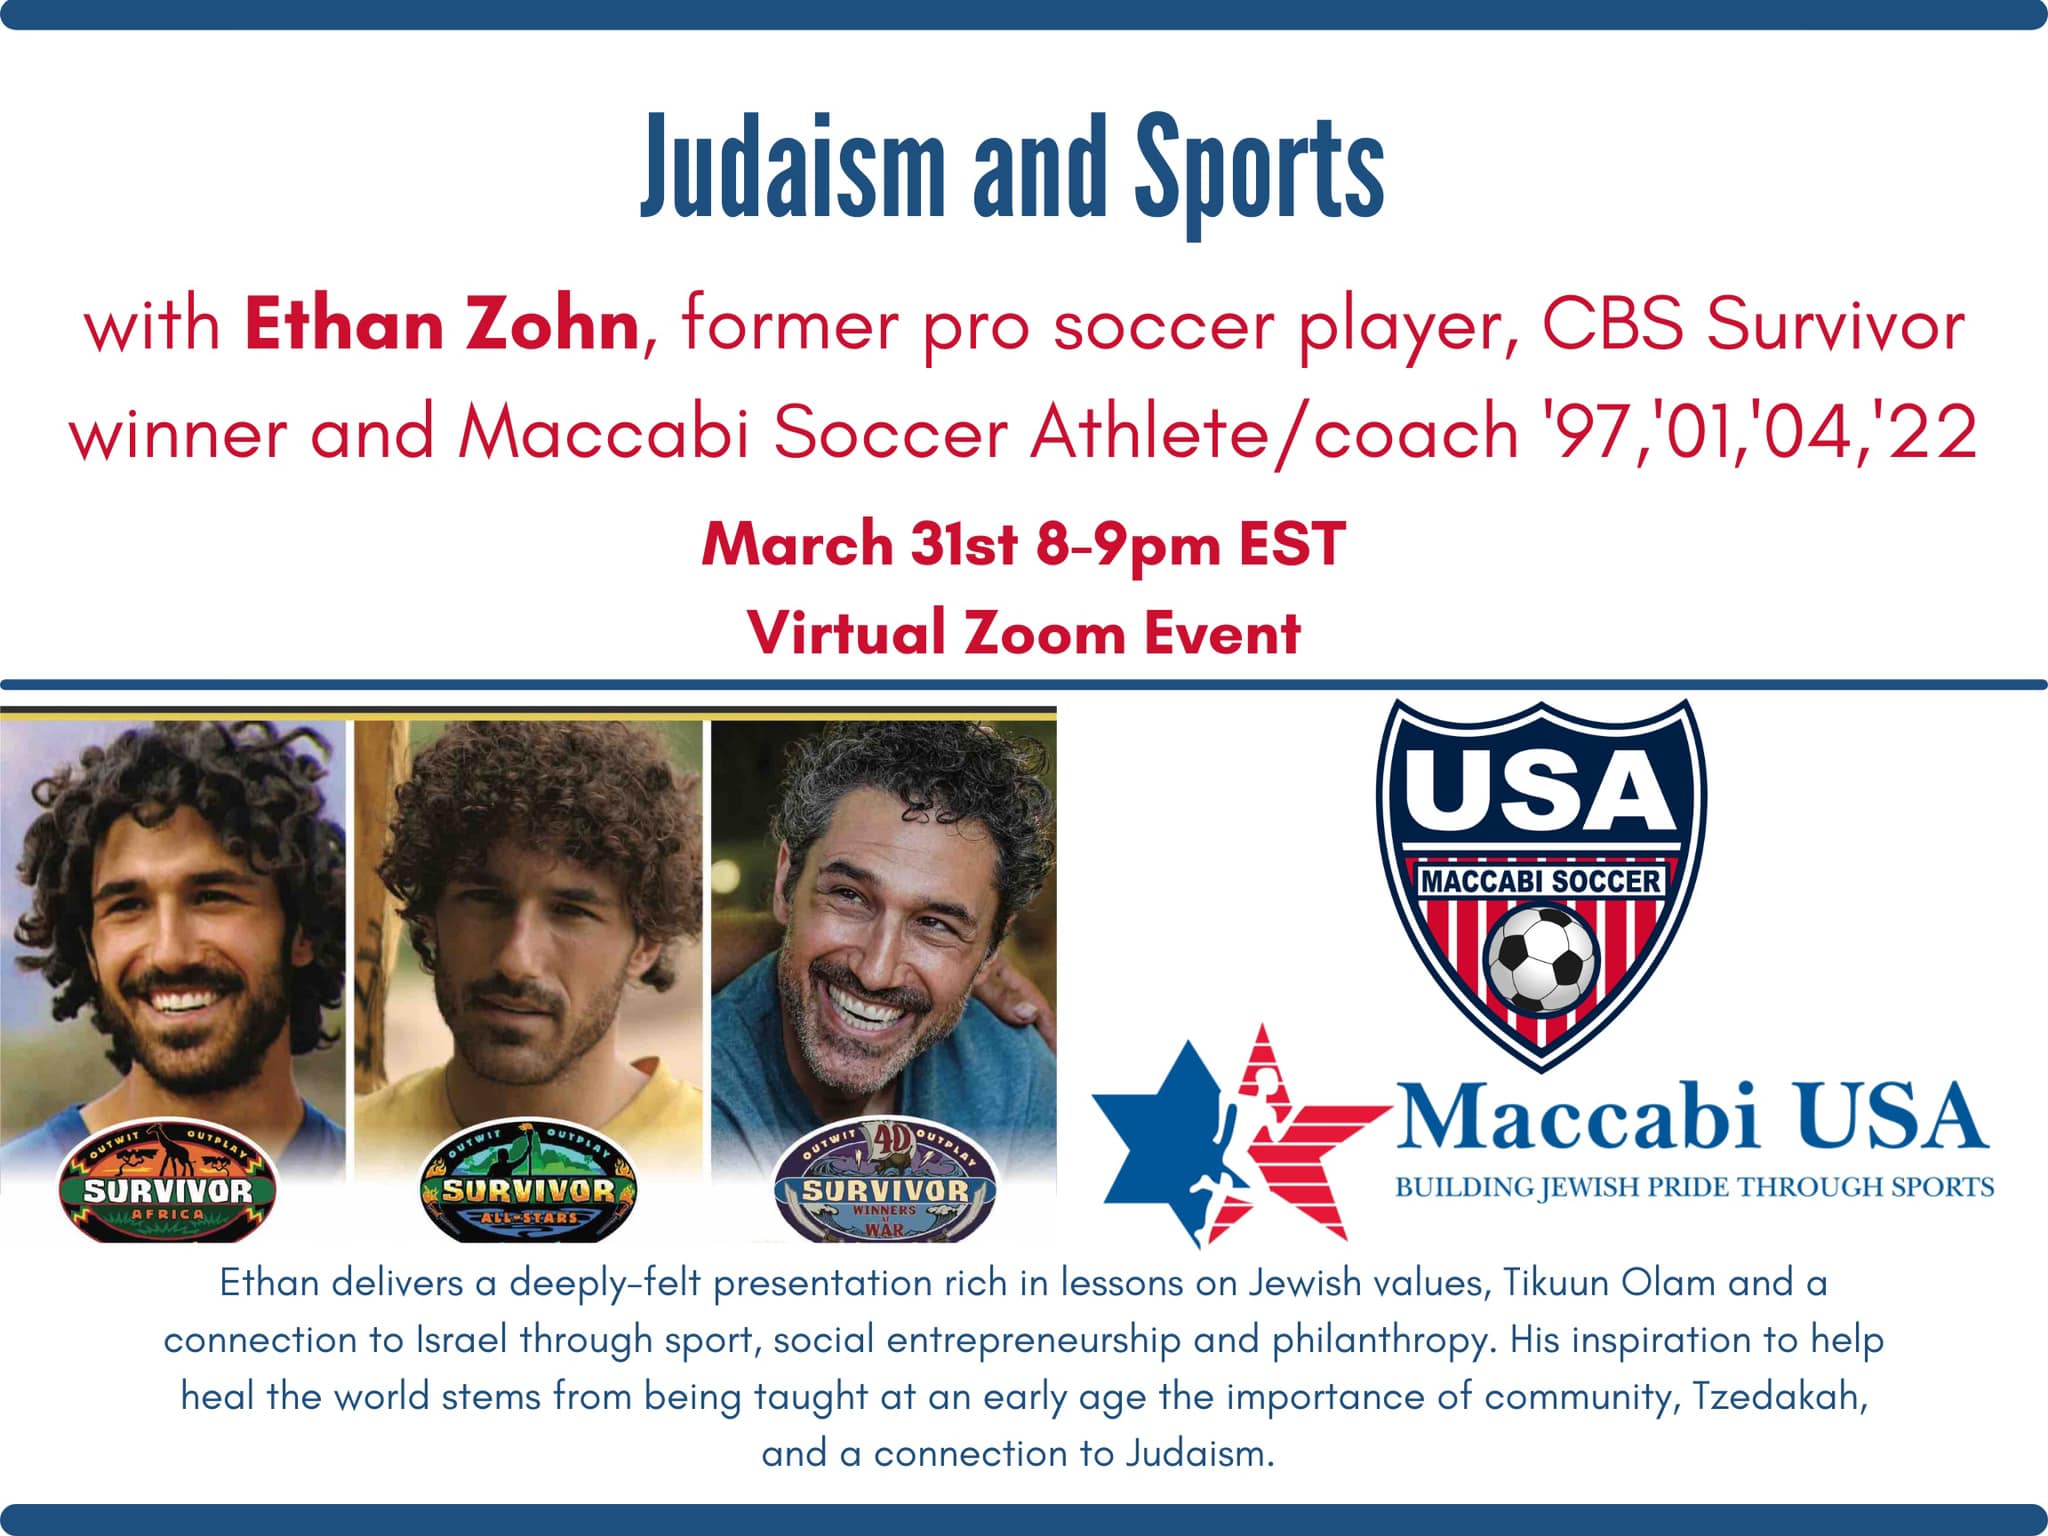 Judaism and Sports
with Ethan Zohn, former pro soccer player, CBS Survivor
winner and Maccabi Soccer Athlete/coach '97,'01,'04,'22
March 31st 8-9pm EST
Virtual Zoom Event
OUTWIT OUTPLAY
SURVIVOR
AFRICA
OUTWIT OUTPLAY
SURVIVOR
ALL-STARS
OUTWIT 40 OUTPLAY
SURVIVOR
WINNERS
AT
WAR
USA
MACCABI SOCCER
Maccabi USA
BUILDING JEWISH PRIDE THROUGH SPORTS
Ethan delivers a deeply-felt presentation rich in lessons on Jewish values, Tikuun Olam and a
connection to Israel through sport, social entrepreneurship and philanthropy. His inspiration to help
heal the world stems from being taught at an early age the importance of community, Tzedakah,
and a connection to Judaism.